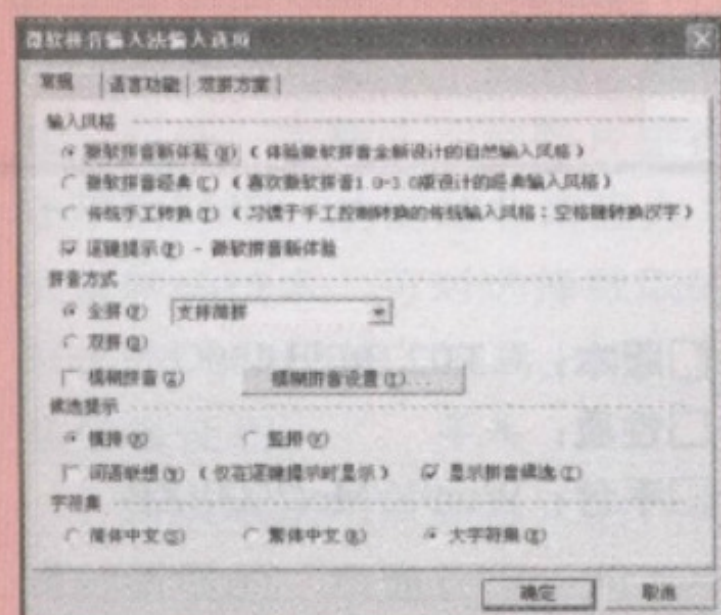 微软拼音输入法输入选项
常规 语言功能 双拼方案
输入风格
微软拼音新体验(W) (体验微软拼音全新设计的自然输入风格)
微软拼音经典(C) (喜欢微软拼音1.0-3.0版设计的经典输入风格)
传统手工转换(T) (习惯于手工控制转换的传统输入风格:空格键转换汉字)
逐键提示(P) - 微软拼音新体验
拼音方式
全拼 支持简拼
双拼
模糊拼音 模糊拼音设置
候选提示
横排 竖排(V)
词语联想 (仅在逐键提示时显示) 显示拼音候选
字符集
简体中文(S) 繁体中文 大字符集
确定 取消